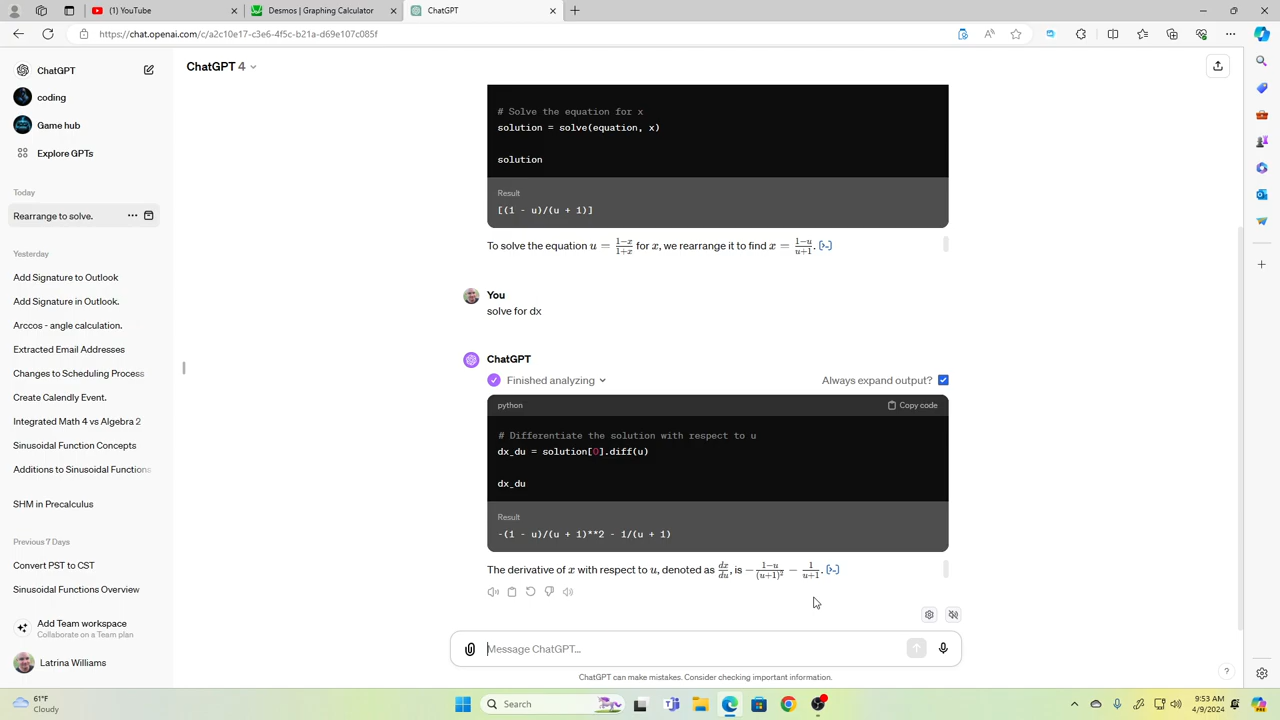 (1) YouTube
Desmos | Graphing Calculator
ChatGPT
https://chat.openai.com/c/a2c10e17-c3e6-4f5c-b21a-d69e107c085f
ChatGPT
coding
Game hub
Explore GPTs
Today
Rearrange to solve.
Yesterday
Add Signature to Outlook
Add Signature in Outlook.
Arccos - angle calculation.
Extracted Email Addresses
Changes to Scheduling Process
Create Calendly Event.
Integrated Math 4 vs Algebra 2
Sinusoidal Function Concepts
Additions to Sinusoidal Functions
SHM in Precalculus
Previous 7 Days
Convert PST to CST
Sinusoidal Functions Overview
Add Team workspace
Collaborate on a Team plan
Latrina Williams
ChatGPT 4
# Solve the equation for x
solution = solve(equation, x)
solution
Result
[(1 - u)/(u + 1)]
To solve the equation u = 1−x/1+x for x, we rearrange it to find x = 1−u/u+1. [>-]
You
solve for dx
ChatGPT
Finished analyzing
Always expand output?
python
Copy code
# Differentiate the solution with respect to u
dx_du = solution[0].diff(u)
dx_du
Result
-(1 - u)/(u + 1)**2 - 1/(u + 1)
The derivative of x with respect to u, denoted as dx/du, is −1−u/(u+1)² − 1/u+1. [>-]
Message ChatGPT...
ChatGPT can make mistakes. Consider checking important information.
?
61°F
Cloudy
Search
9:53 AM
4/9/2024